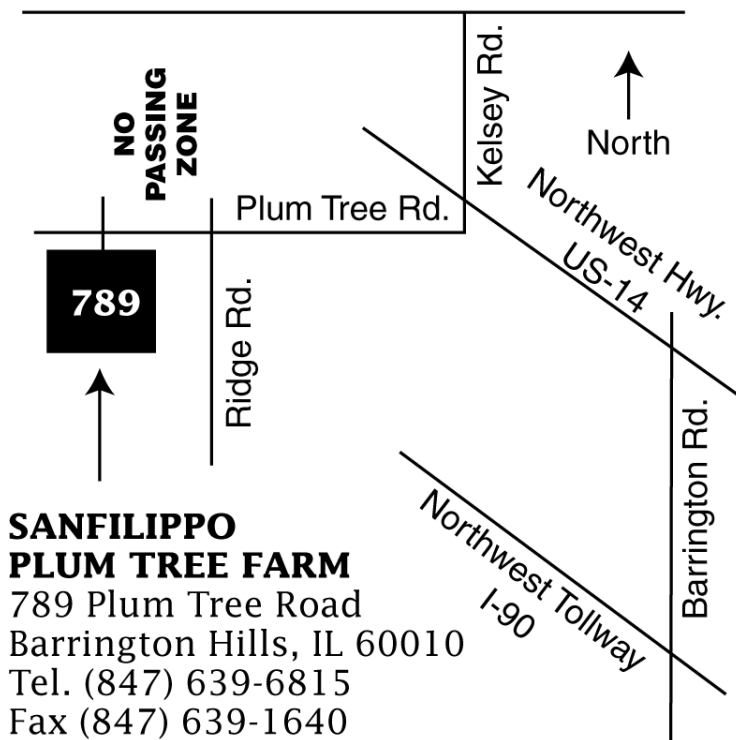 Kelsey Rd.
North
NO
PASSING
ZONE
Plum Tree Rd.
Northwest Hwy.
US-14
789
Ridge Rd.
Barrington Rd.
Northwest Tollway
I-90
SANFILIPPO
PLUM TREE FARM
789 Plum Tree Road
Barrington Hills, IL 60010
Tel. (847) 639-6815
Fax (847) 639-1640